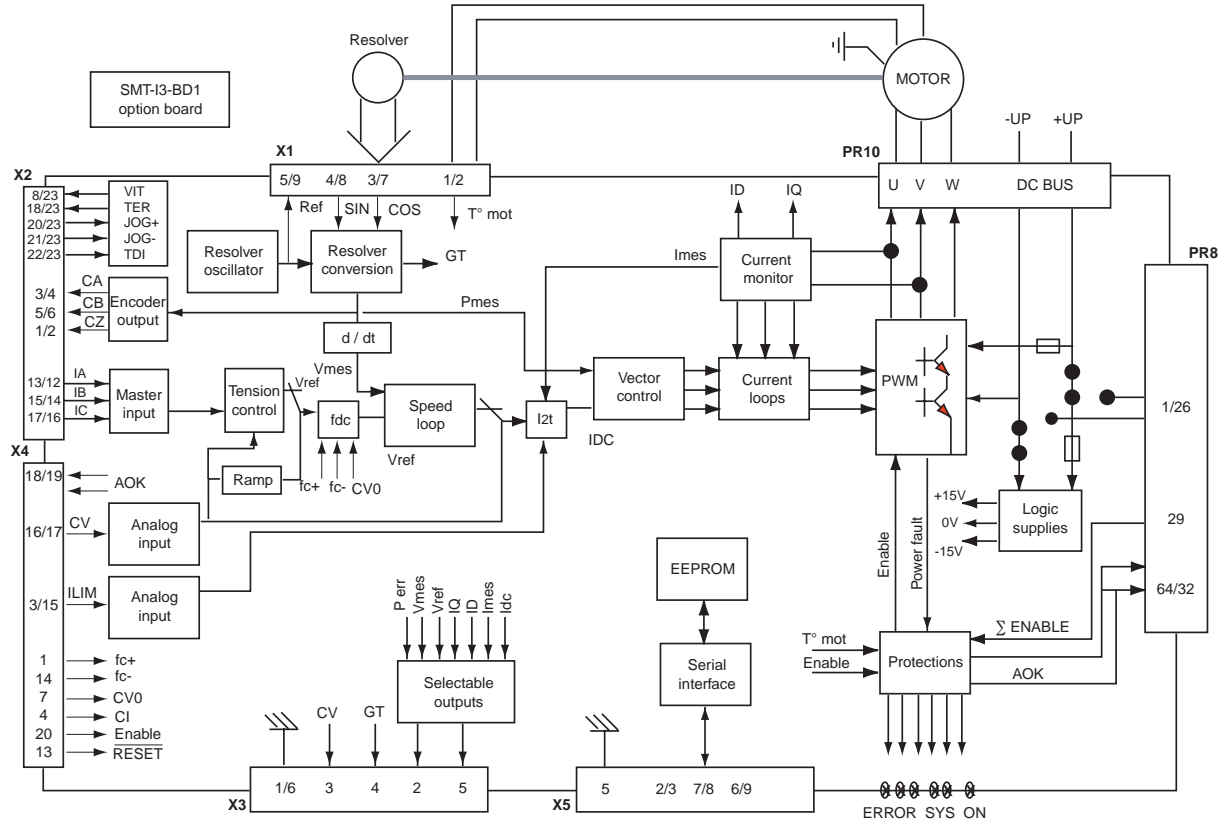 Resolver
SMT-I3-BD1
option board
MOTOR
-UP +UP
X1
5/9 4/8 3/7 1/2
PR10
U V W DC BUS
X2
8/23 VIT
18/23 TER
20/23 JOG+
21/23 JOG-
22/23 TDI
Ref SIN COS T° mot
ID IQ
Resolver
oscillator
Resolver
conversion
GT
Imes
Current
monitor
PR8
3/4 CA
5/6 CB
1/2 CZ
Encoder
output
Pmes
d / dt
Vmes
13/12 IA
15/14 IB
17/16 IC
Master
input
Tension
control
Vref
fdc
Speed
loop
Vref
I2t
IDC
Vector
control
Current
loops
PWM
1/26
X4
18/19
AOK
Ramp
fc+ fc- CV0
16/17 CV
Analog
input
+15V
0V
-15V
Logic
supplies
29
Enable
Power fault
3/15 ILIM
Analog
input
EEPROM
64/32
P err
Vmes
Vref
IQ
ID
Imes
Idc
∑ ENABLE
T° mot
Enable
Protections
AOK
Selectable
outputs
Serial
interface
1 fc+
14 fc-
7 CV0
4 CI
20 Enable
13 RESET
CV GT
X3
1/6 3 4 2 5
X5
5 2/3 7/8 6/9
ERROR SYS ON